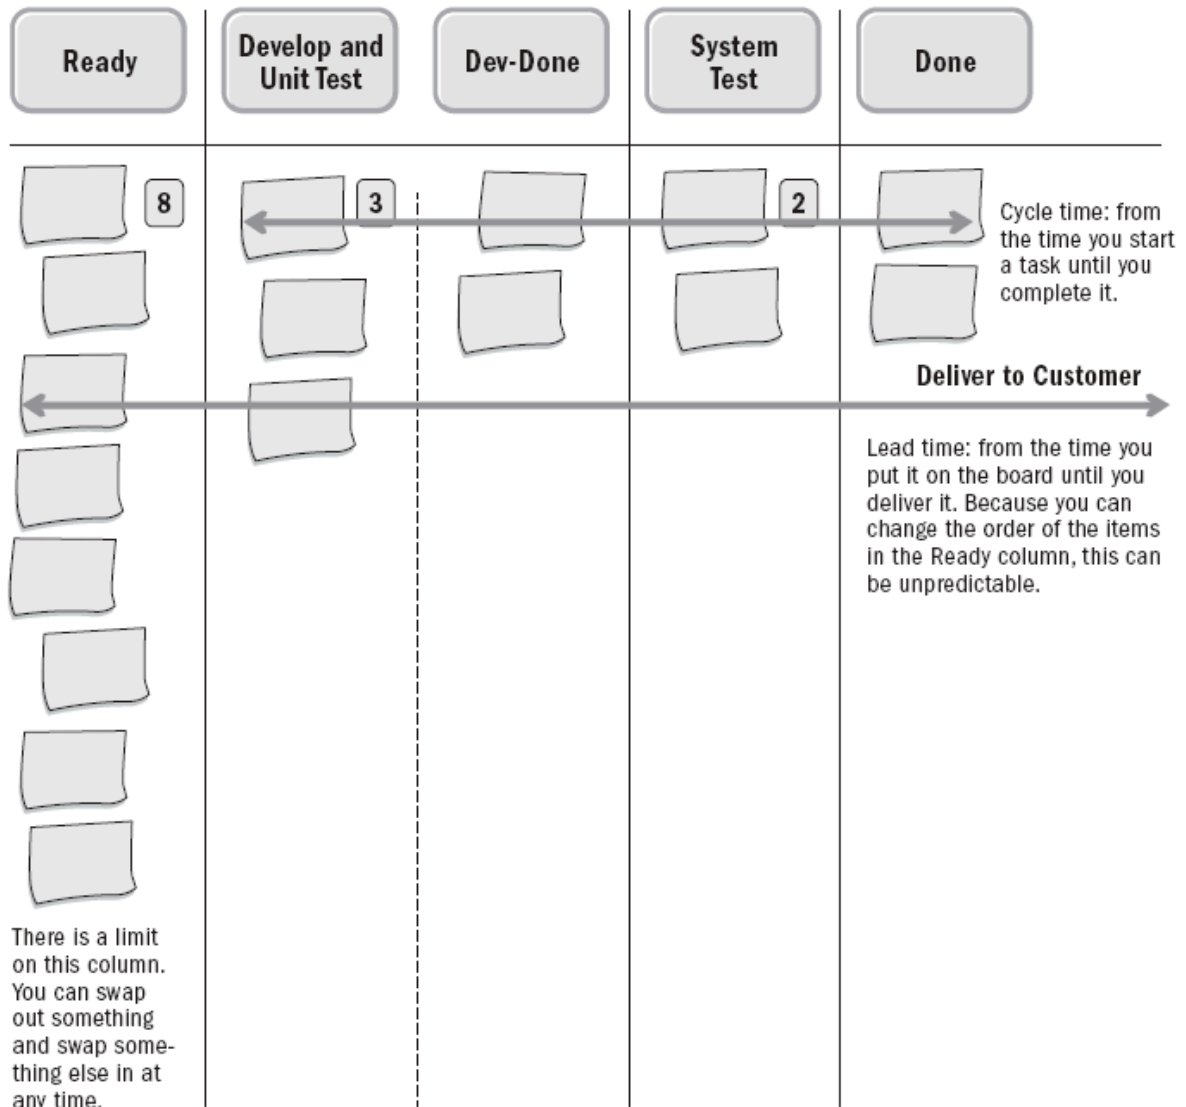 Ready
Develop and
Unit Test
Dev-Done
System
Test
Done
8
3
2
Cycle time: from
the time you start
a task until you
complete it.
Deliver to Customer
Lead time: from the time you
put it on the board until you
deliver it. Because you can
change the order of the items
in the Ready column, this can
be unpredictable.
There is a limit
on this column.
You can swap
out something
and swap some-
thing else in at
any time.